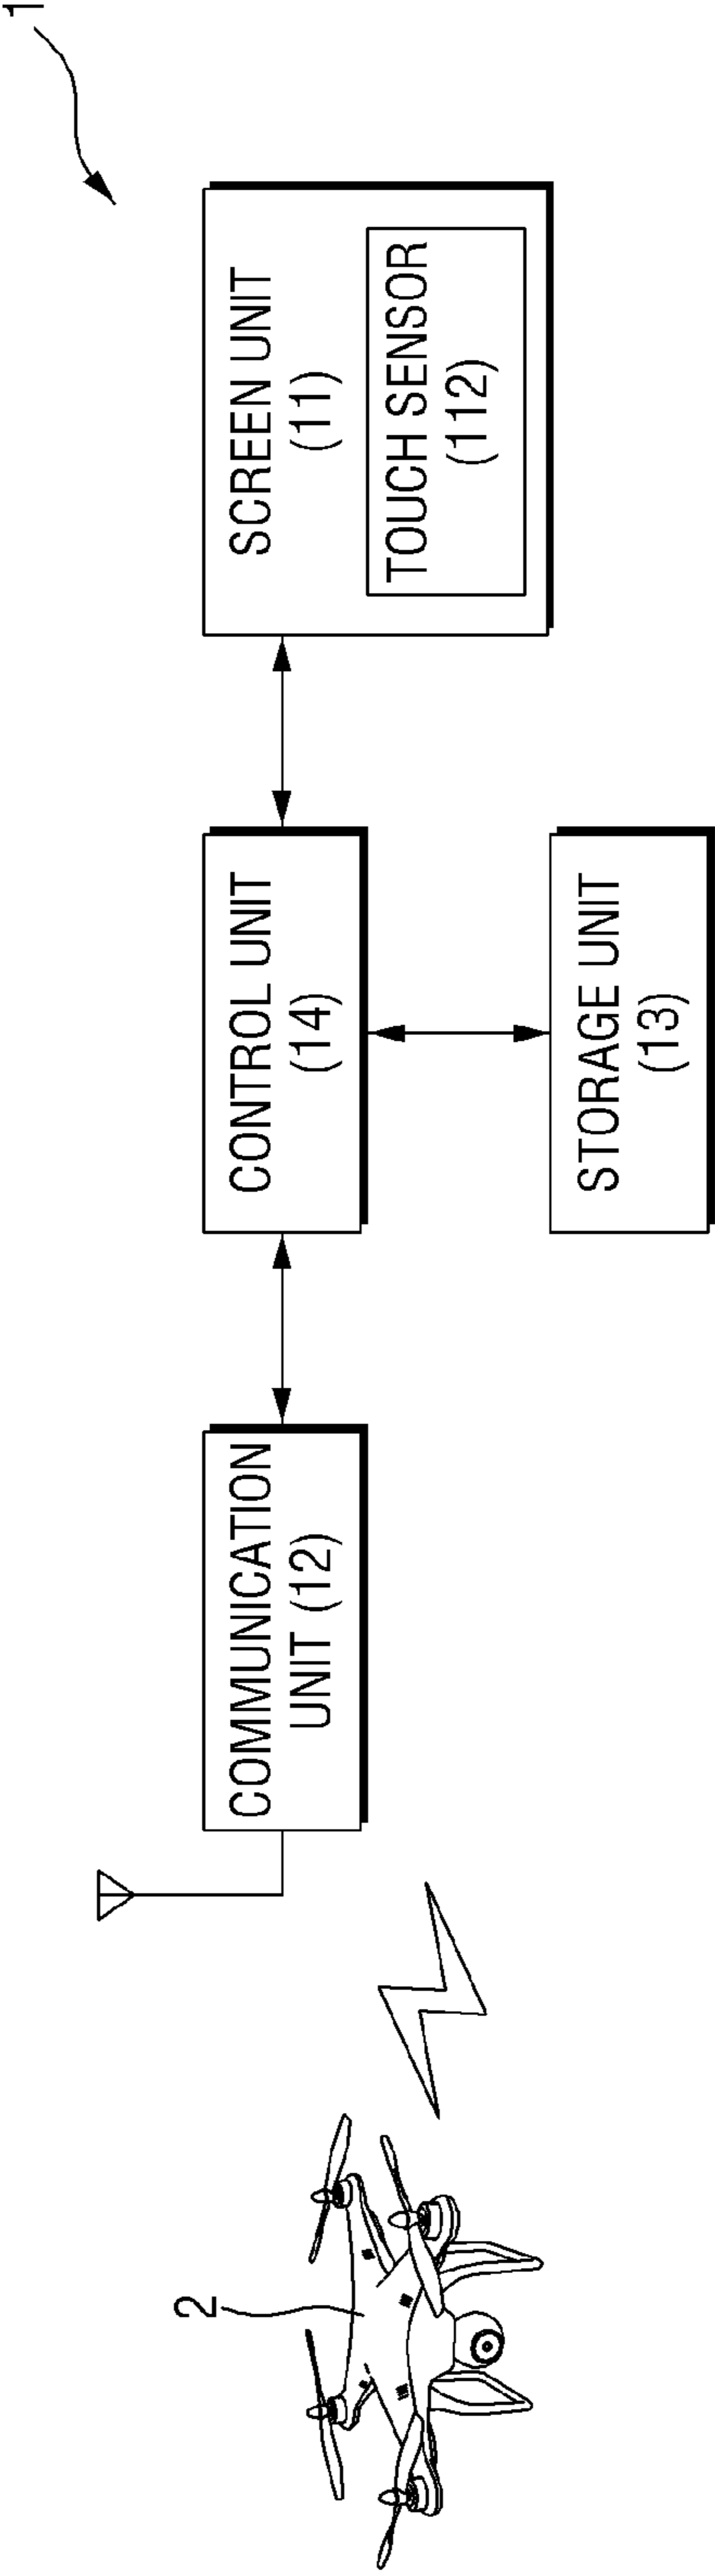 1
2
COMMUNICATION
UNIT (12)
CONTROL UNIT
(14)
SCREEN UNIT
(11)
TOUCH SENSOR
(112)
STORAGE UNIT
(13)